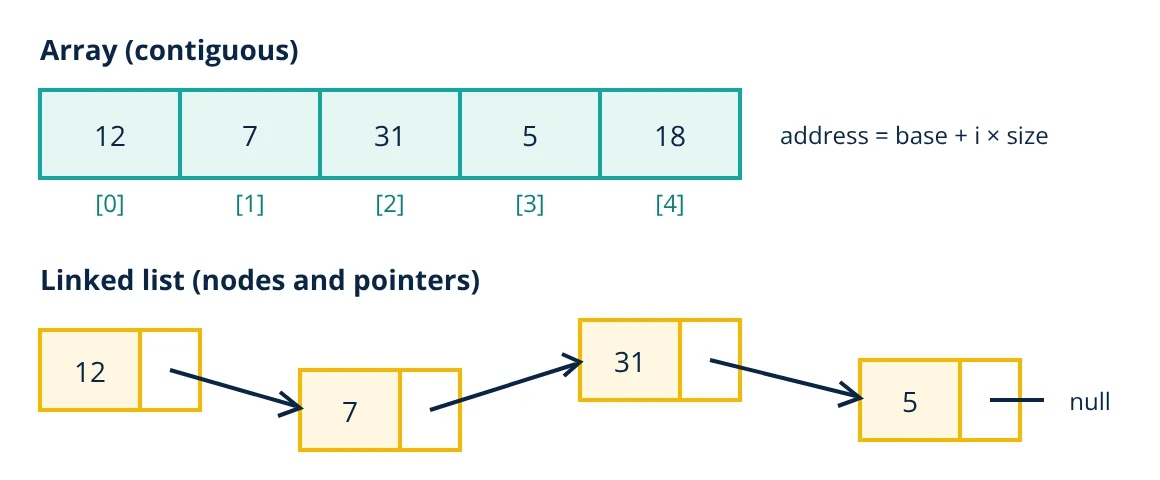 Array (contiguous)
12 7 31 5 18 address = base + i × size
[0] [1] [2] [3] [4]
Linked list (nodes and pointers)
12 7 31 5 null